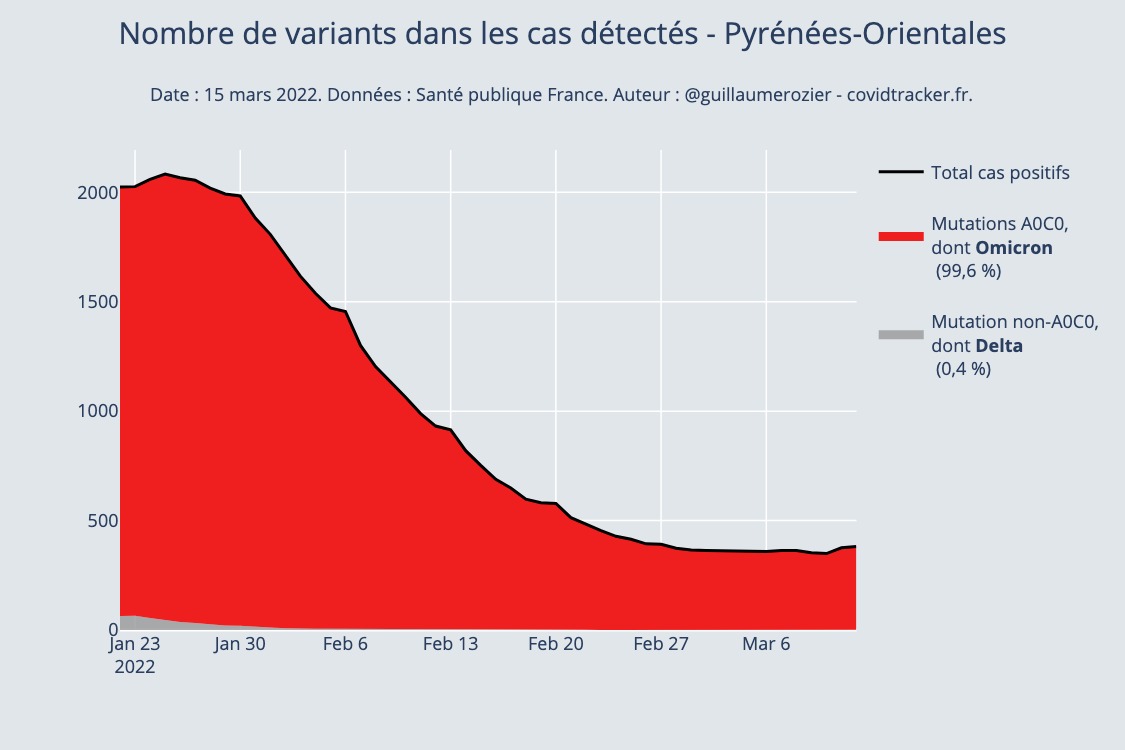 Nombre de variants dans les cas détectés - Pyrénées-Orientales
Date : 15 mars 2022. Données : Santé publique France. Auteur : @guillaumerozier - covidtracker.fr.
2000
1500
1000
500
0
Jan 23
2022
Jan 30
Feb 6
Feb 13
Feb 20
Feb 27
Mar 6
Total cas positifs
Mutations A0C0,
dont Omicron
(99,6 %)
Mutation non-A0C0,
dont Delta
(0,4 %)